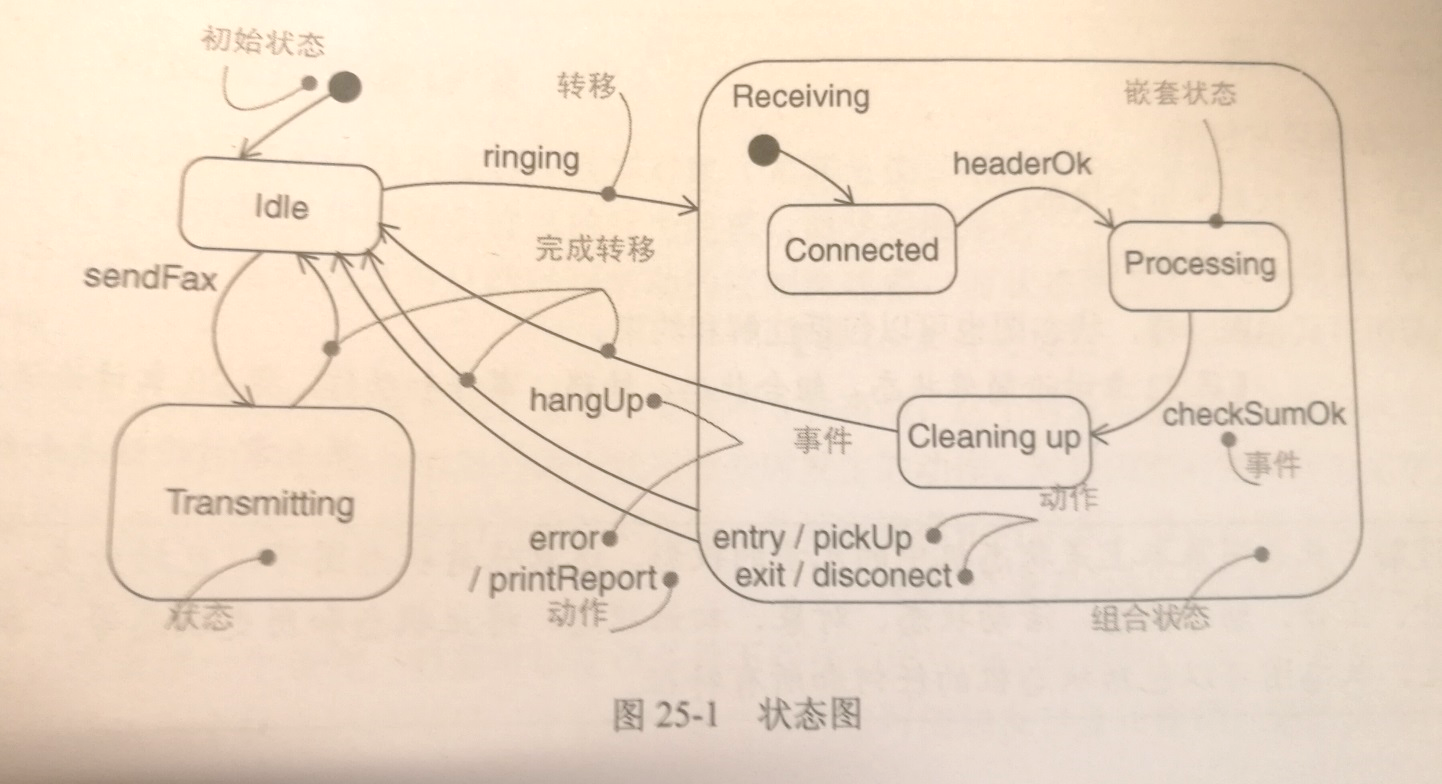 初始状态
转移
Receiving
嵌套状态
ringing
headerOk
Idle
完成转移
Connected
Processing
sendFax
hangUp
事件
Cleaning up
checkSumOk
事件
动作
Transmitting
error
entry / pickUp
/ printReport
exit / disconect
状态
动作
组合状态
图 25-1 状态图